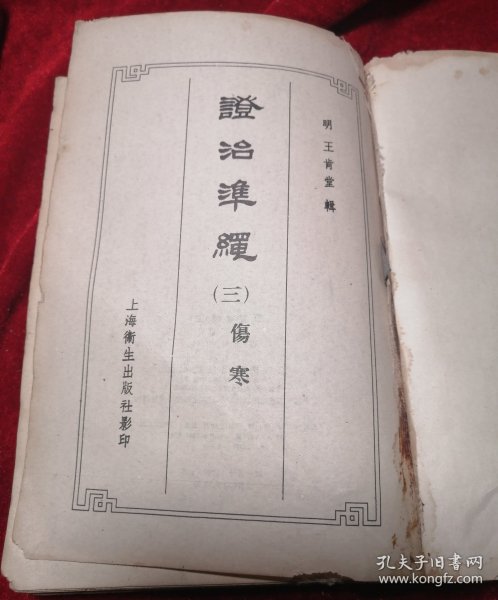 明 王肯堂 輯
證治準繩
(三)傷寒
上海衞生出版社影印
孔夫子旧书网
www.kongfz.com